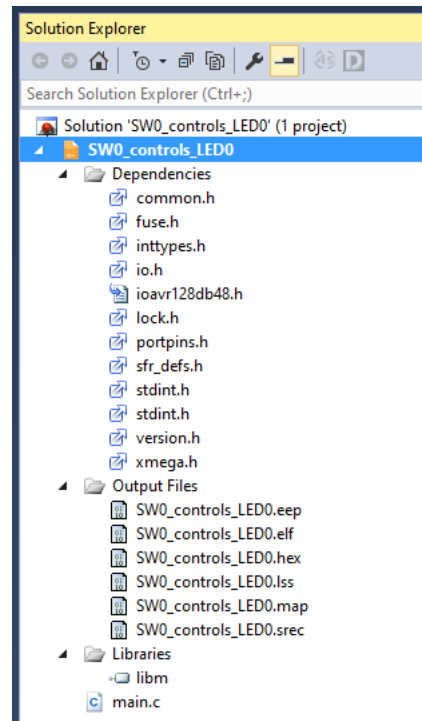 Solution Explorer
Search Solution Explorer (Ctrl+;)
Solution 'SW0_controls_LED0' (1 project)
SW0_controls_LED0
Dependencies
common.h
fuse.h
inttypes.h
io.h
ioavr128db48.h
lock.h
portpins.h
sfr_defs.h
stdint.h
stdint.h
version.h
xmega.h
Output Files
SW0_controls_LED0.eep
SW0_controls_LED0.elf
SW0_controls_LED0.hex
SW0_controls_LED0.lss
SW0_controls_LED0.map
SW0_controls_LED0.srec
Libraries
libm
main.c